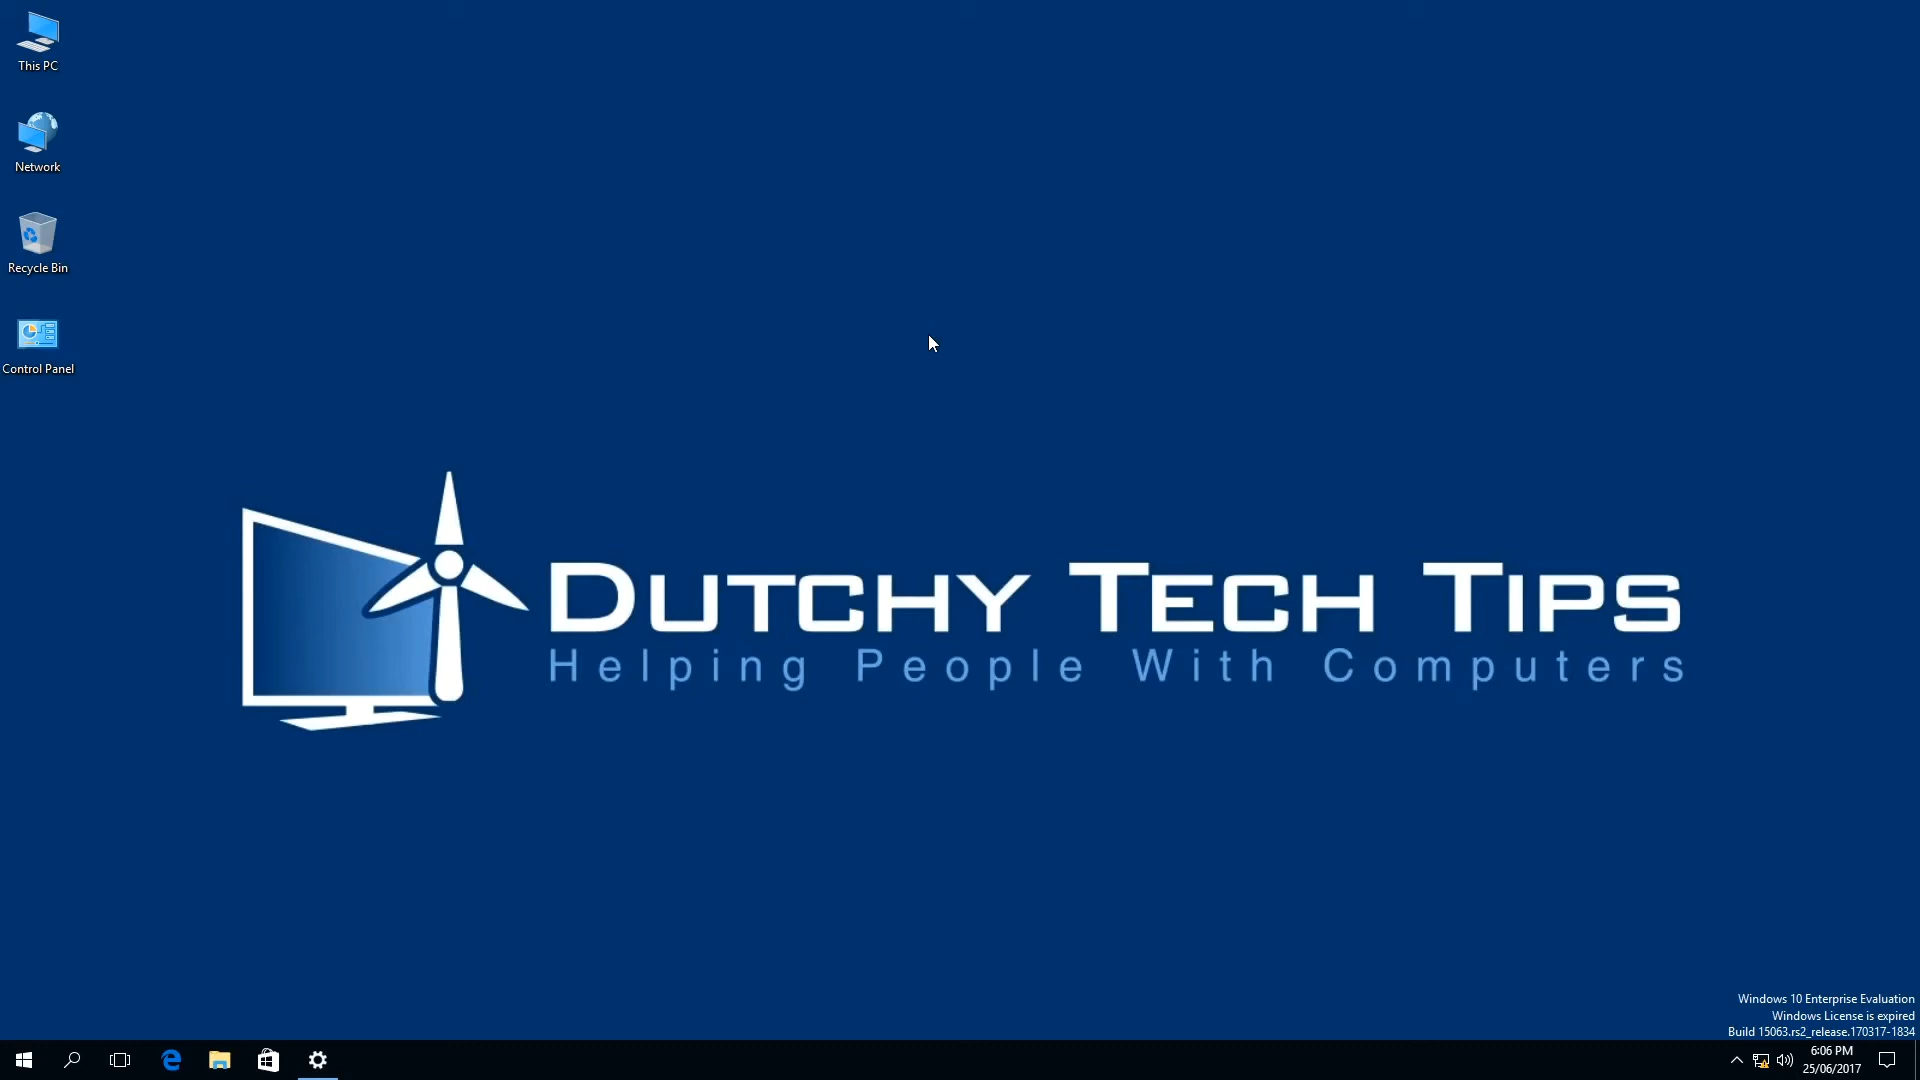 This PC
Network
Recycle Bin
Control Panel
DUTCHY TECH TIPS
Helping People With Computers
Windows 10 Enterprise Evaluation
Windows License is expired
Build 15063.rs2_release.170317-1834
6:06 PM
25/06/2017